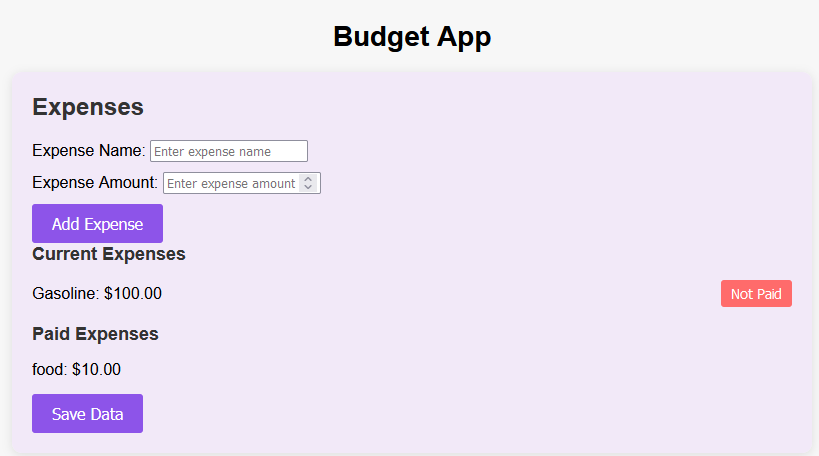 Budget App
Expenses
Expense Name: Enter expense name
Expense Amount: Enter expense amount
Add Expense
Current Expenses
Gasoline: $100.00 Not Paid
Paid Expenses
food: $10.00
Save Data